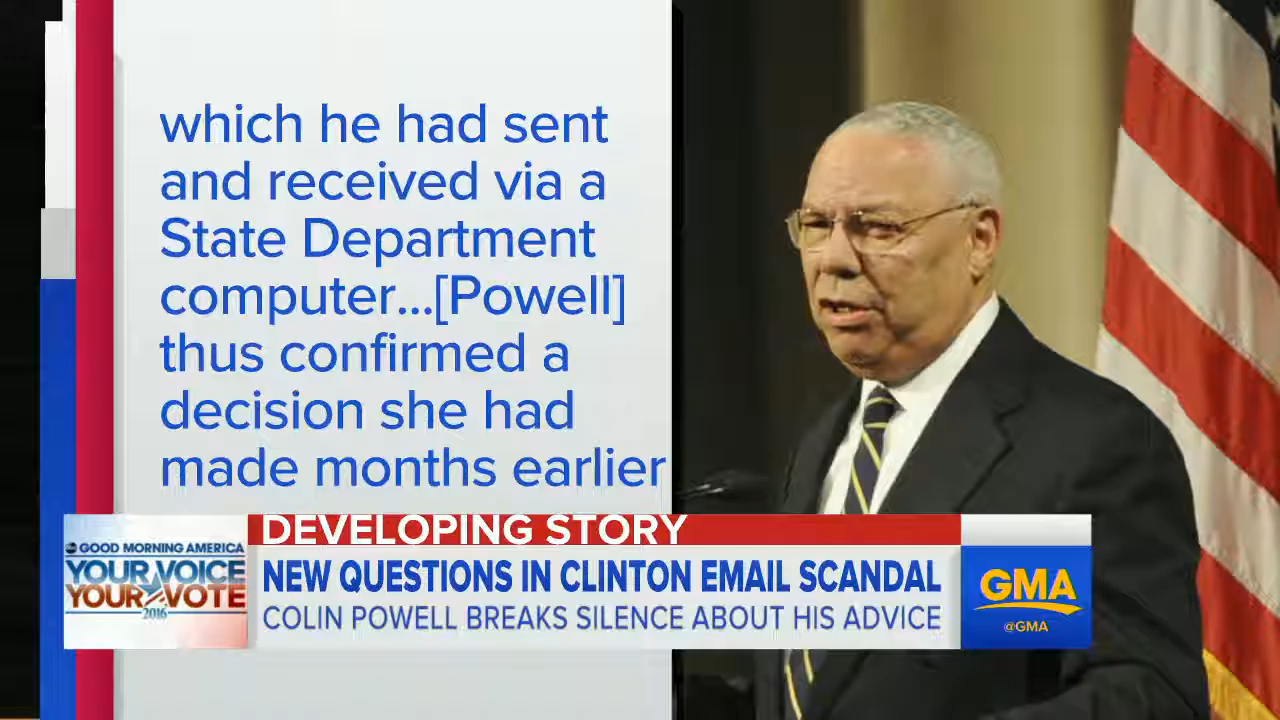 which he had sent
and received via a
State Department
computer...[Powell]
thus confirmed a
decision she had
made months earlier
DEVELOPING STORY
abc GOOD MORNING AMERICA
YOUR VOICE
YOUR VOTE
2016
NEW QUESTIONS IN CLINTON EMAIL SCANDAL
COLIN POWELL BREAKS SILENCE ABOUT HIS ADVICE
GMA
@GMA